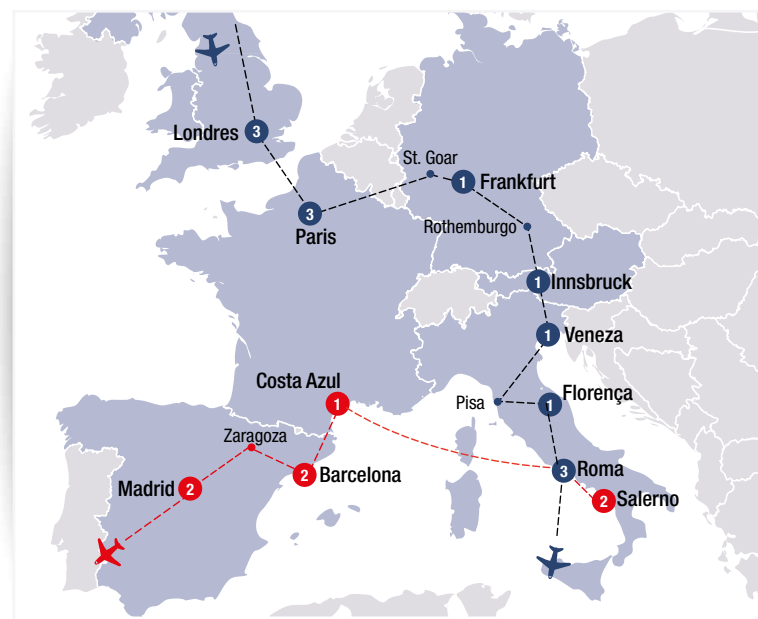 3
Londres
St. Goar
1 Frankfurt
3
Paris
Rothemburgo
1 Innsbruck
1 Veneza
Costa Azul
1
Pisa
1
Florença
Zaragoza
Madrid 2
2 Barcelona
3 Roma
2 Salerno